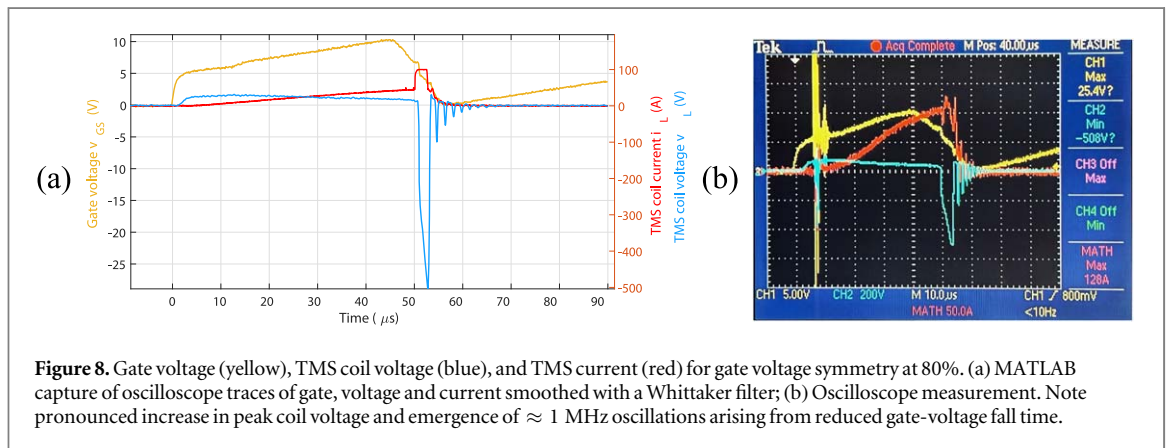 (a)
Gate voltage v GS (V)
10
5
0
-5
-10
-15
-20
-25
0
10
20
30
40
50
60
70
80
90
Time ( μs)
100
0
-100
-200
-300
-400
-500
TMS coil current i L (A)
TMS coil voltage v L (V)
(b)
Tek
Acq Complete
M Pos: 40.00μs
MEASURE
CH1
Max
25.4V?
CH2
Min
-508V?
CH3 Off
Max
CH4 Off
Min
MATH
Max
128A
CH1 5.00V
CH2 200V
M 10.0μs
CH1 800mV
MATH 50.0A
<10Hz
Figure 8. Gate voltage (yellow), TMS coil voltage (blue), and TMS current (red) for gate voltage symmetry at 80%. (a) MATLAB
capture of oscilloscope traces of gate, voltage and current smoothed with a Whittaker filter; (b) Oscilloscope measurement. Note
pronounced increase in peak coil voltage and emergence of ≈ 1 MHz oscillations arising from reduced gate-voltage fall time.